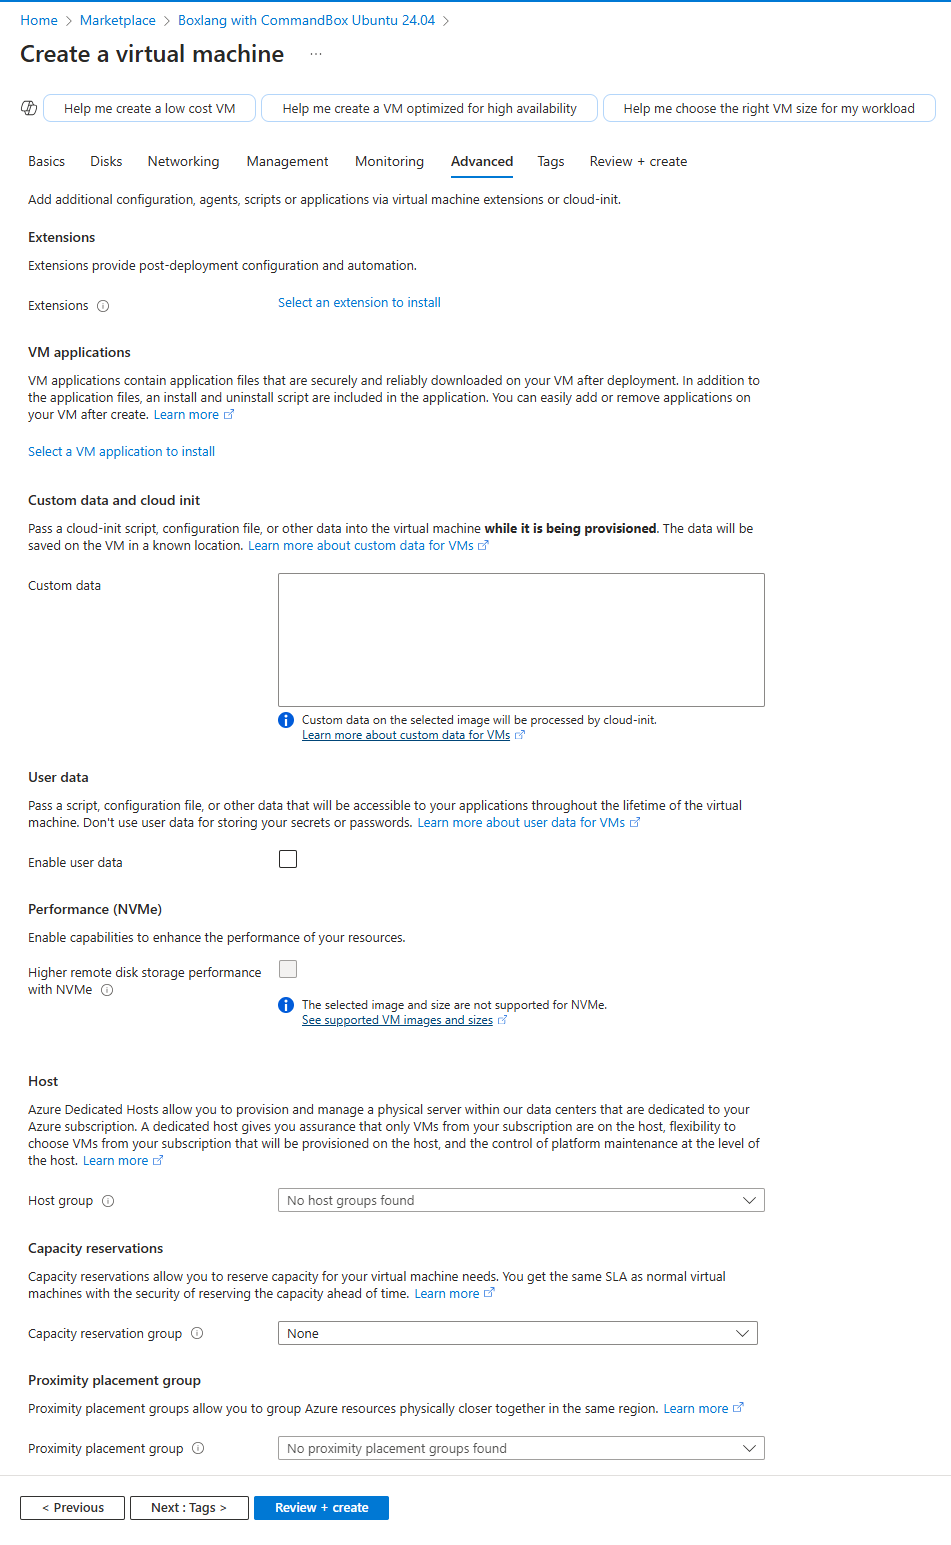 Home > Marketplace > Boxlang with CommandBox Ubuntu 24.04 >
Create a virtual machine ...
Help me create a low cost VM Help me create a VM optimized for high availability Help me choose the right VM size for my workload
Basics Disks Networking Management Monitoring Advanced Tags Review + create
Add additional configuration, agents, scripts or applications via virtual machine extensions or cloud-init.
Extensions
Extensions provide post-deployment configuration and automation.
Extensions Select an extension to install
VM applications
VM applications contain application files that are securely and reliably downloaded on your VM after deployment. In addition to
the application files, an install and uninstall script are included in the application. You can easily add or remove applications on
your VM after create. Learn more
Select a VM application to install
Custom data and cloud init
Pass a cloud-init script, configuration file, or other data into the virtual machine while it is being provisioned. The data will be
saved on the VM in a known location. Learn more about custom data for VMs
Custom data
Custom data on the selected image will be processed by cloud-init.
Learn more about custom data for VMs
User data
Pass a script, configuration file, or other data that will be accessible to your applications throughout the lifetime of the virtual
machine. Don't use user data for storing your secrets or passwords. Learn more about user data for VMs
Enable user data
Performance (NVMe)
Enable capabilities to enhance the performance of your resources.
Higher remote disk storage performance
with NVMe
The selected image and size are not supported for NVMe.
See supported VM images and sizes
Host
Azure Dedicated Hosts allow you to provision and manage a physical server within our data centers that are dedicated to your
Azure subscription. A dedicated host gives you assurance that only VMs from your subscription are on the host, flexibility to
choose VMs from your subscription that will be provisioned on the host, and the control of platform maintenance at the level of
the host. Learn more
Host group No host groups found
Capacity reservations
Capacity reservations allow you to reserve capacity for your virtual machine needs. You get the same SLA as normal virtual
machines with the security of reserving the capacity ahead of time. Learn more
Capacity reservation group None
Proximity placement group
Proximity placement groups allow you to group Azure resources physically closer together in the same region. Learn more
Proximity placement group No proximity placement groups found
< Previous Next : Tags > Review + create